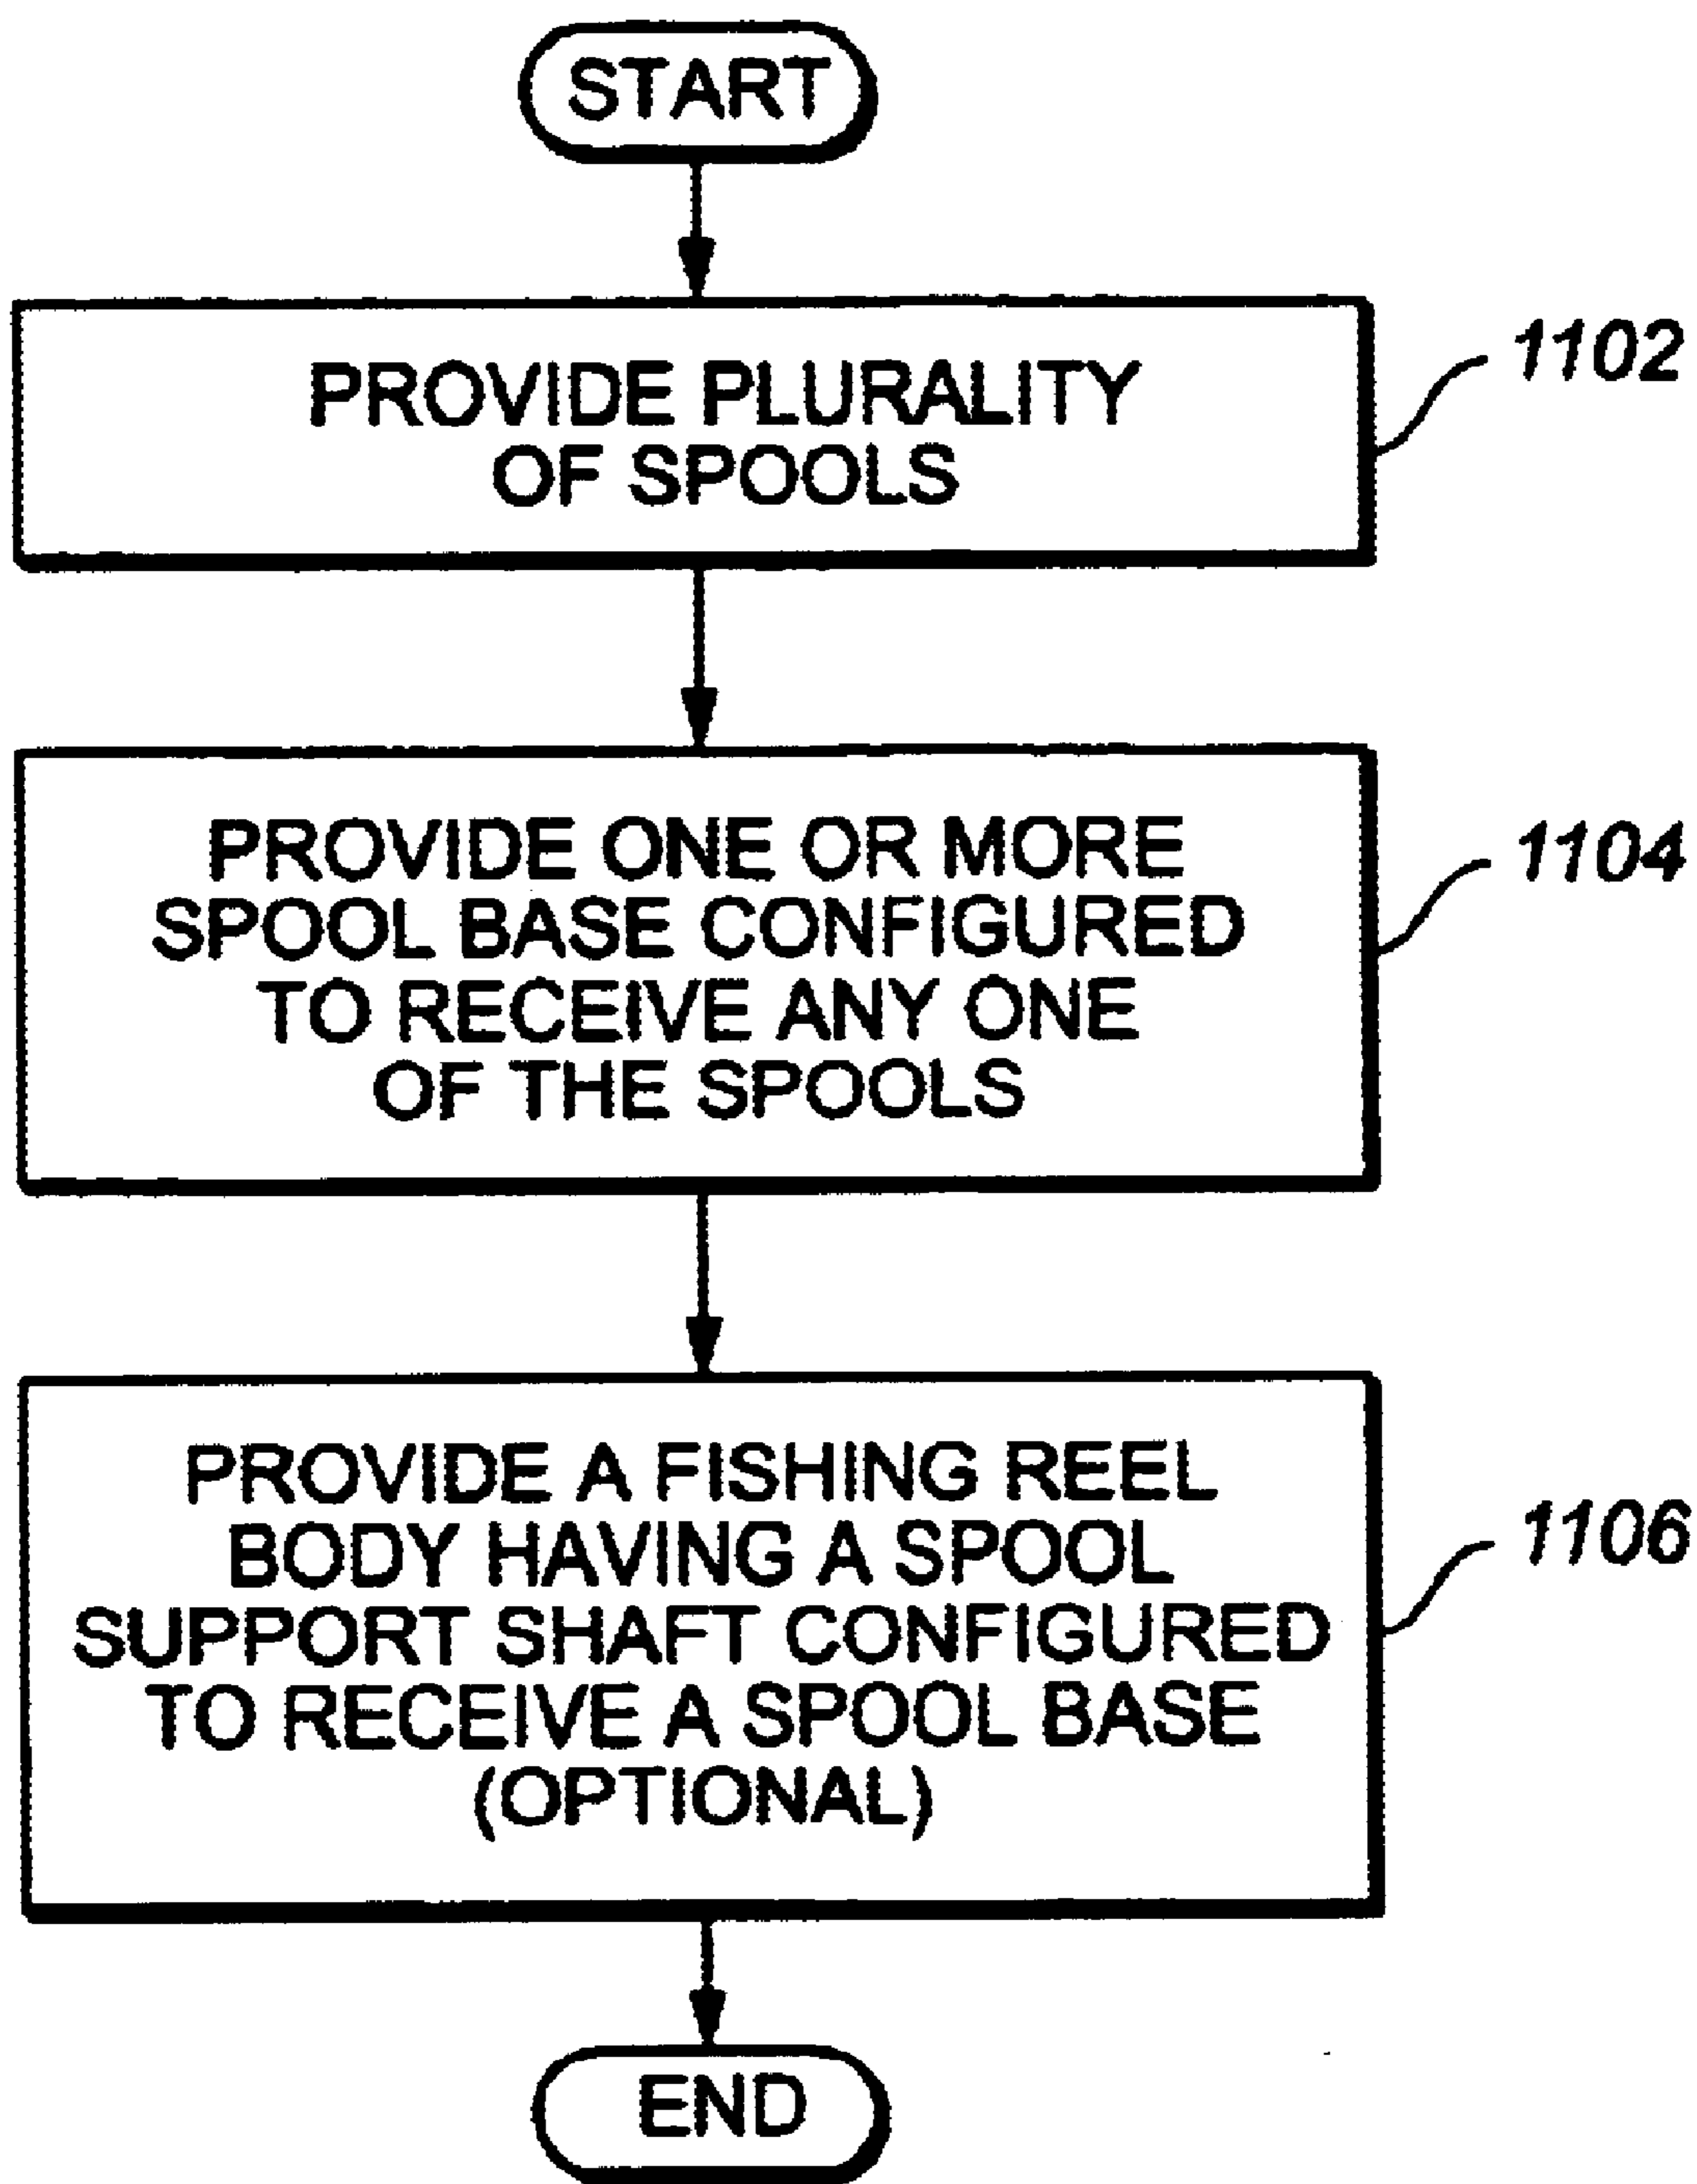 START
PROVIDE PLURALITY
OF SPOOLS
1102
PROVIDE ONE OR MORE
SPOOL BASE CONFIGURED
TO RECEIVE ANY ONE
OF THE SPOOLS
1104
PROVIDE A FISHING REEL
BODY HAVING A SPOOL
SUPPORT SHAFT CONFIGURED
TO RECEIVE A SPOOL BASE
(OPTIONAL)
1106
END